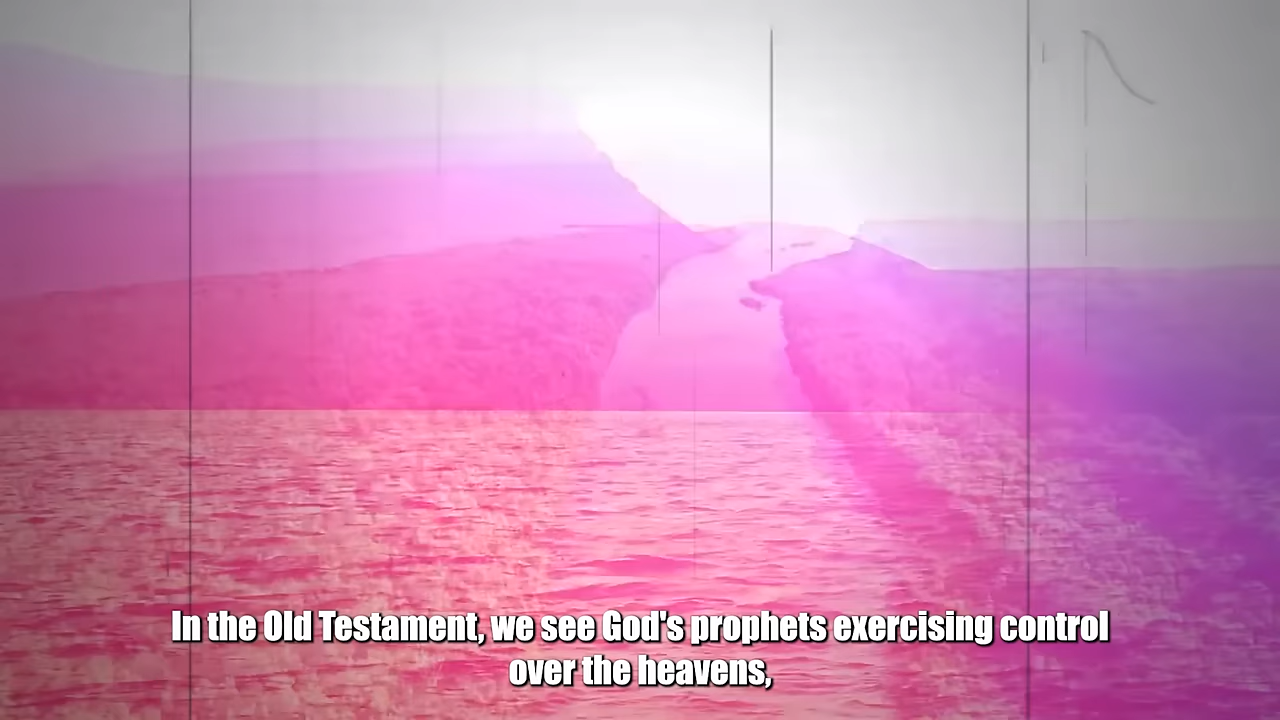 In the Old Testament, we see God's prophets exercising control
over the heavens,